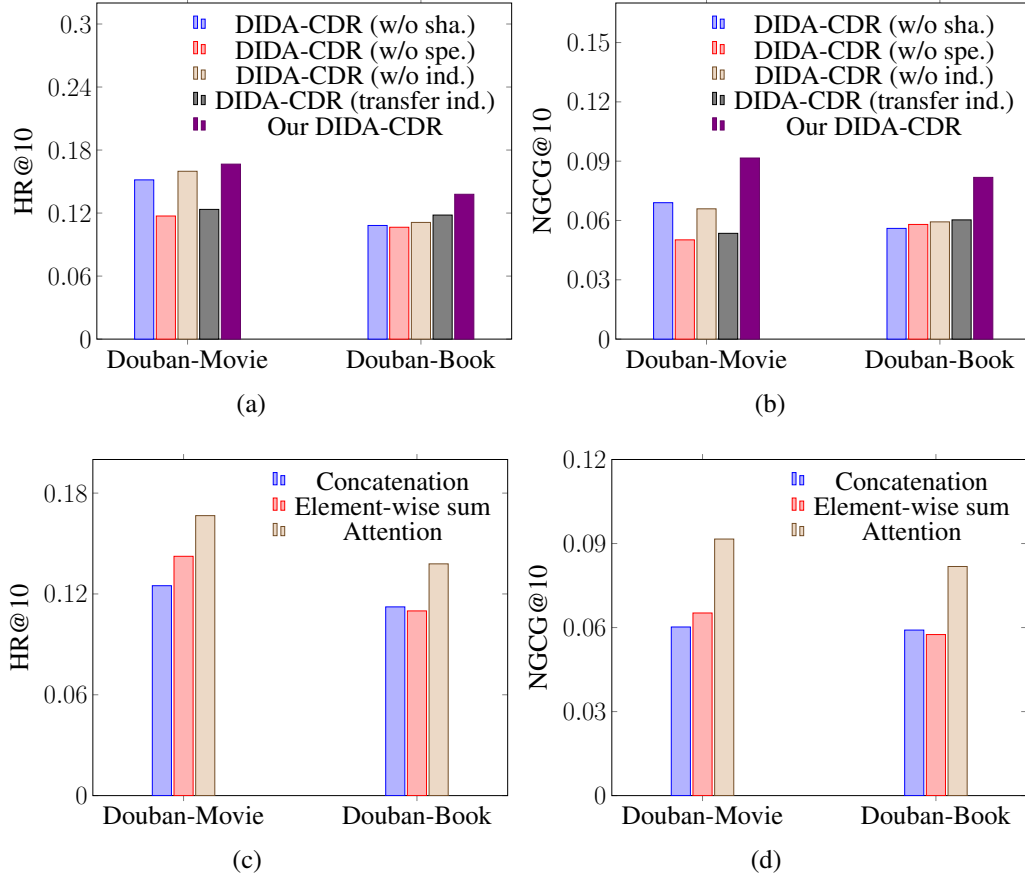 HR@10
0.3
0.24
0.18
0.12
0.06
0
DIDA-CDR (w/o sha.)
DIDA-CDR (w/o spe.)
DIDA-CDR (w/o ind.)
DIDA-CDR (transfer ind.)
Our DIDA-CDR
Douban-Movie Douban-Book
(a)
NGCG@10
0.15
0.12
0.09
0.06
0.03
0
DIDA-CDR (w/o sha.)
DIDA-CDR (w/o spe.)
DIDA-CDR (w/o ind.)
DIDA-CDR (transfer ind.)
Our DIDA-CDR
Douban-Movie Douban-Book
(b)
HR@10
0.18
0.12
0.06
0
Concatenation
Element-wise sum
Attention
Douban-Movie Douban-Book
(c)
NGCG@10
0.12
0.09
0.06
0.03
0
Concatenation
Element-wise sum
Attention
Douban-Movie Douban-Book
(d)